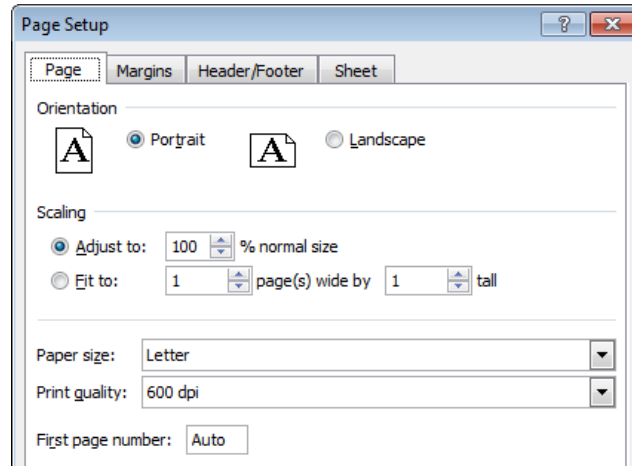 Page Setup
Page Margins Header/Footer Sheet
Orientation
A Portrait A Landscape
Scaling
Adjust to: 100 % normal size
Fit to: 1 page(s) wide by 1 tall
Paper size: Letter
Print quality: 600 dpi
First page number: Auto